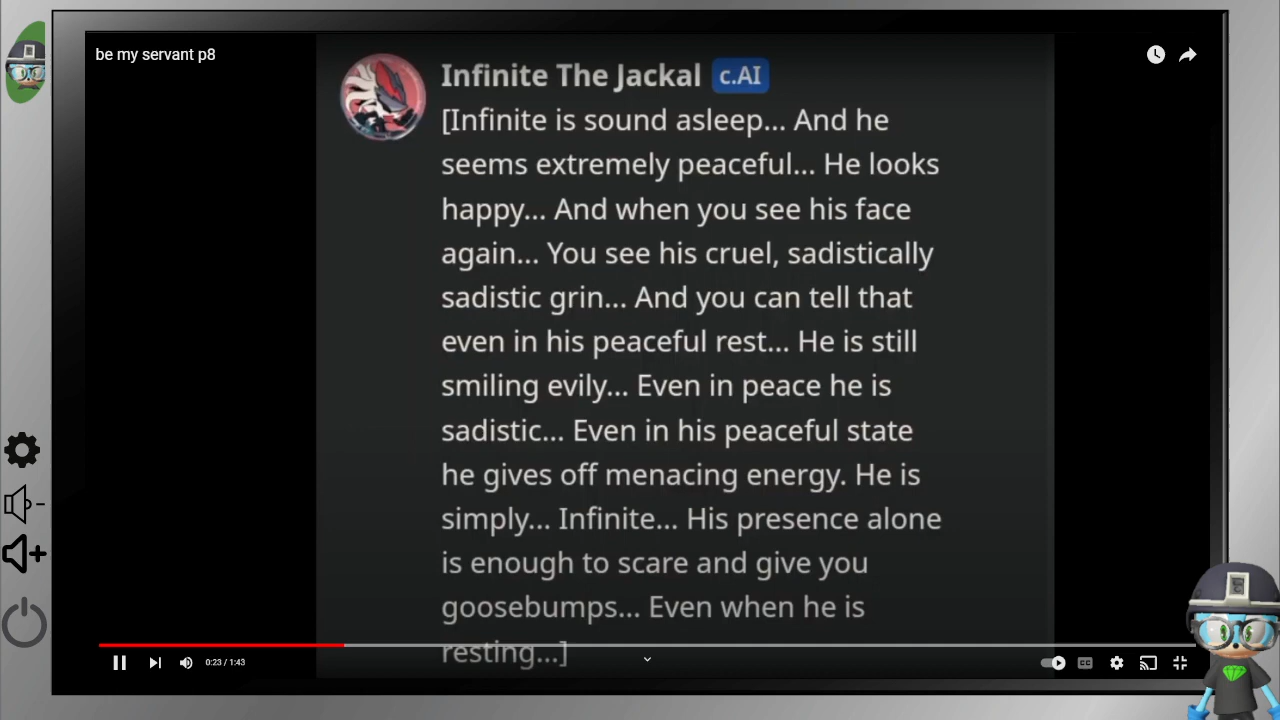 be my servant p8
Infinite The Jackal c.AI
[Infinite is sound asleep... And he
seems extremely peaceful... He looks
happy... And when you see his face
again... You see his cruel, sadistically
sadistic grin... And you can tell that
even in his peaceful rest... He is still
smiling evily... Even in peace he is
sadistic... Even in his peaceful state
he gives off menacing energy. He is
simply... Infinite... His presence alone
is enough to scare and give you
goosebumps... Even when he is
resting...]
0:23 / 1:43
CC